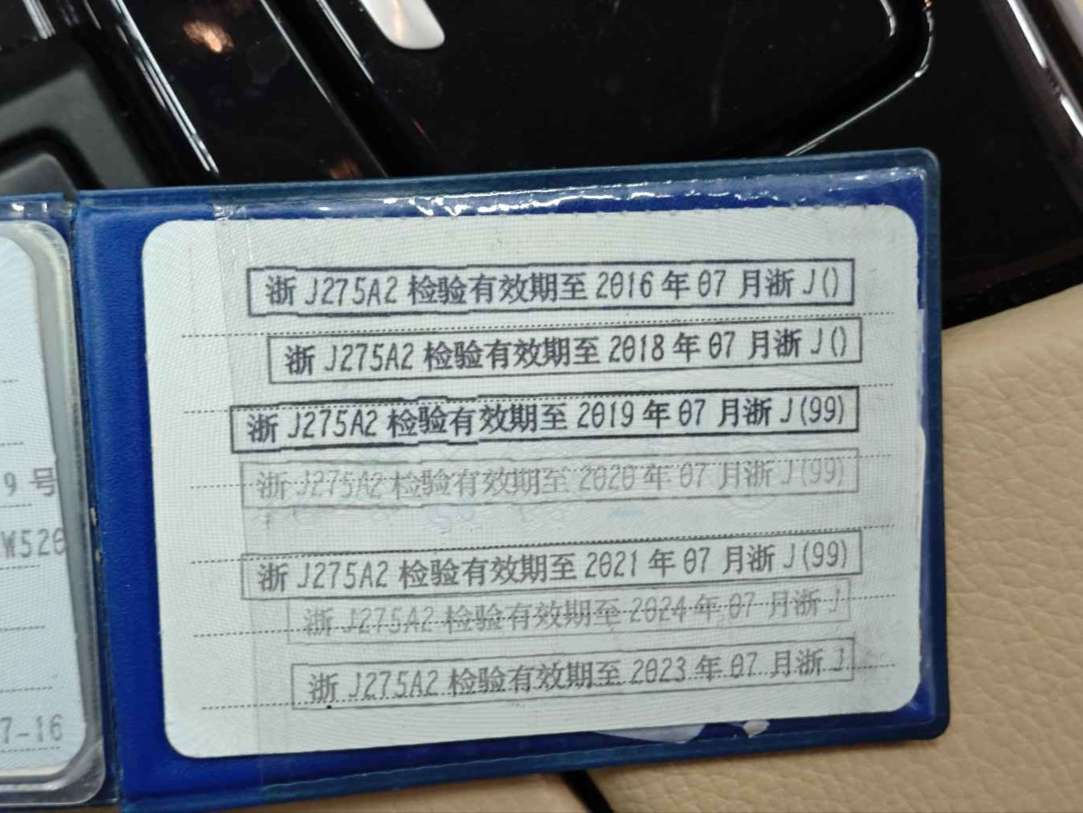 9 号
W520
7-16
浙 J275A2 检验有效期至 2016 年 07 月浙 J()
浙 J275A2 检验有效期至 2018 年 07 月浙 J()
浙 J275A2 检验有效期至 2019 年 07 月浙 J(99)
浙 J275A2 检验有效期至 2020 年 07 月浙 J(99)
浙 J275A2 检验有效期至 2021 年 07 月浙 J(99)
浙 J275A2 检验有效期至 2024 年 07 月浙 J
浙 J275A2 检验有效期至 2023 年 07 月浙 J